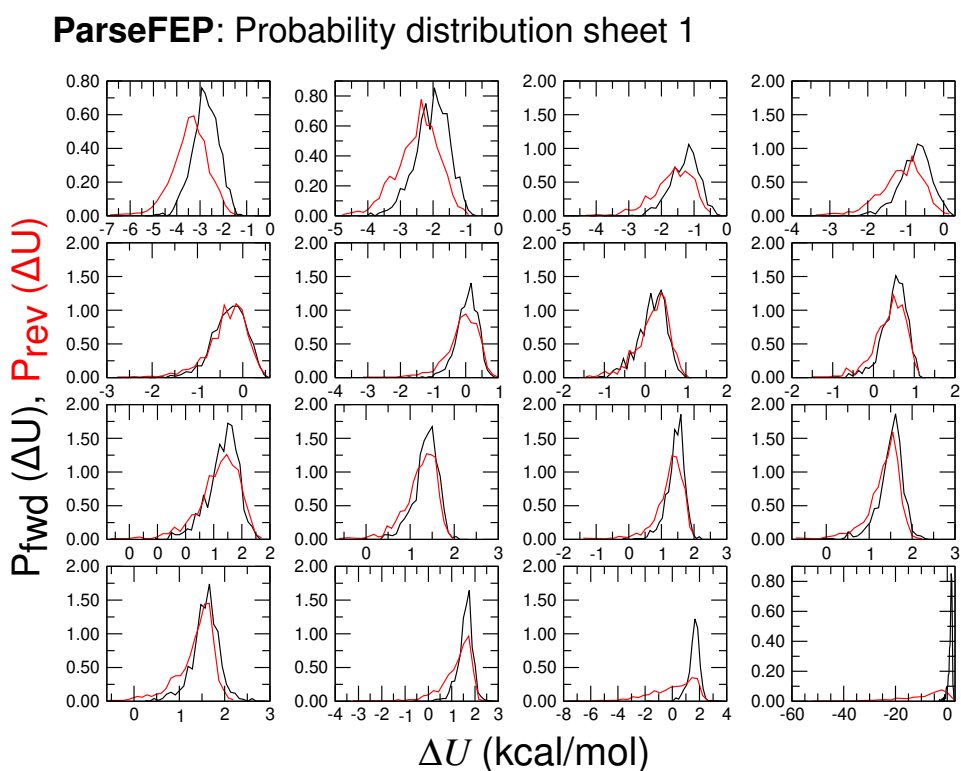 ParseFEP: Probability distribution sheet 1
0.80 0.60 0.40 0.20 0.00
-7 -6 -5 -4 -3 -2 -1 0
0.80 0.60 0.40 0.20 0.00
-5 -4 -3 -2 -1 0
2.00 1.50 1.00 0.50 0.00
-5 -4 -3 -2 -1 0
2.00 1.50 1.00 0.50 0.00
-4 -3 -2 -1 0
2.00 1.50 1.00 0.50 0.00
-3 -2 -1 0
2.00 1.50 1.00 0.50 0.00
-4 -3 -2 -1 0 1
2.00 1.50 1.00 0.50 0.00
-2 -1 0 1 2
2.00 1.50 1.00 0.50 0.00
-2 -1 0 1 2
2.00 1.50 1.00 0.50 0.00
0 0 0 0 1 2 2 2
2.00 1.50 1.00 0.50 0.00
0 1 2 3
2.00 1.50 1.00 0.50 0.00
-2 -1 0 1 2 3
2.00 1.50 1.00 0.50 0.00
0 1 2 3
2.00 1.50 1.00 0.50 0.00
0 1 2 3
2.00 1.50 1.00 0.50 0.00
-4 -3 -2 -1 0 1 2 3
2.00 1.50 1.00 0.50 0.00
-8 -6 -4 -2 0 2 4
0.80 0.60 0.40 0.20 0.00
-60 -40 -20 0
Pfwd (ΔU), Prev (ΔU)
ΔU (kcal/mol)